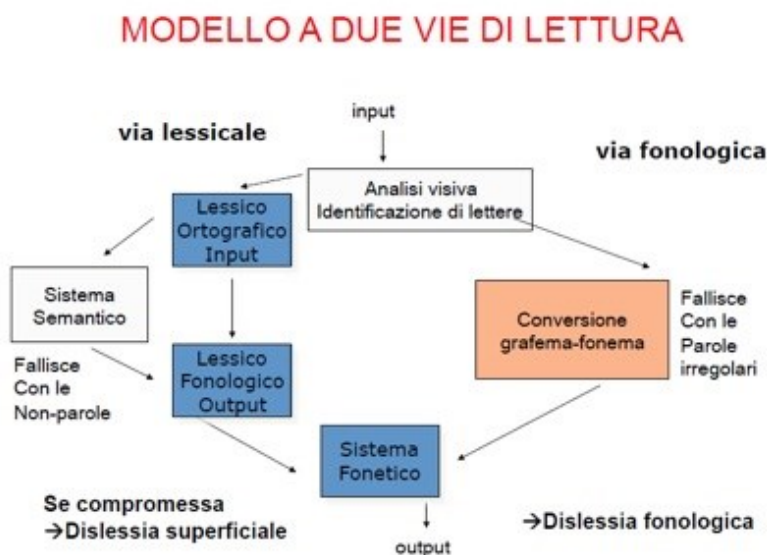 MODELLO A DUE VIE DI LETTURA
input
via lessicale
via fonologica
Analisi visiva
Identificazione di lettere
Lessico
Ortografico
Input
Sistema
Semantico
Conversione
grafema-fonema
Fallisce
Con le
Parole
irregolari
Fallisce
Con le
Non-parole
Lessico
Fonologico
Output
Sistema
Fonetico
Se compromessa
→Dislessia superficiale
→Dislessia fonologica
output